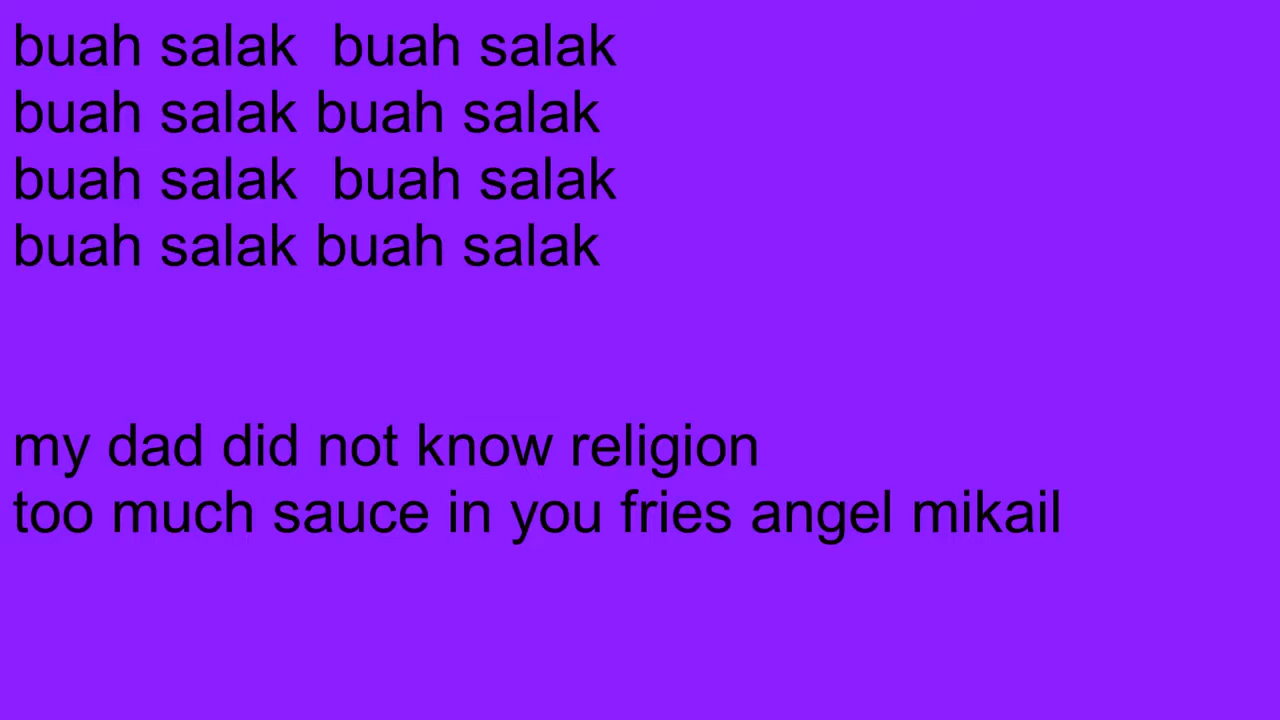 buah salak  buah salak
buah salak buah salak
buah salak  buah salak
buah salak buah salak
my dad did not know religion
too much sauce in you fries angel mikail